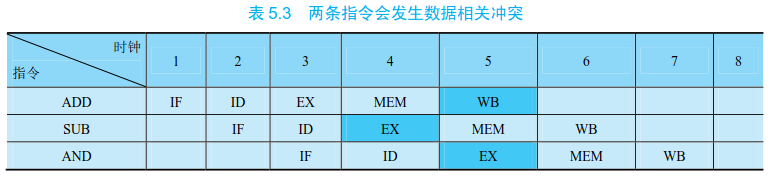 表 5.3 两条指令会发生数据相关冲突
时钟
指令
1 2 3 4 5 6 7 8
ADD IF ID EX MEM WB
SUB IF ID EX MEM WB
AND IF ID EX MEM WB